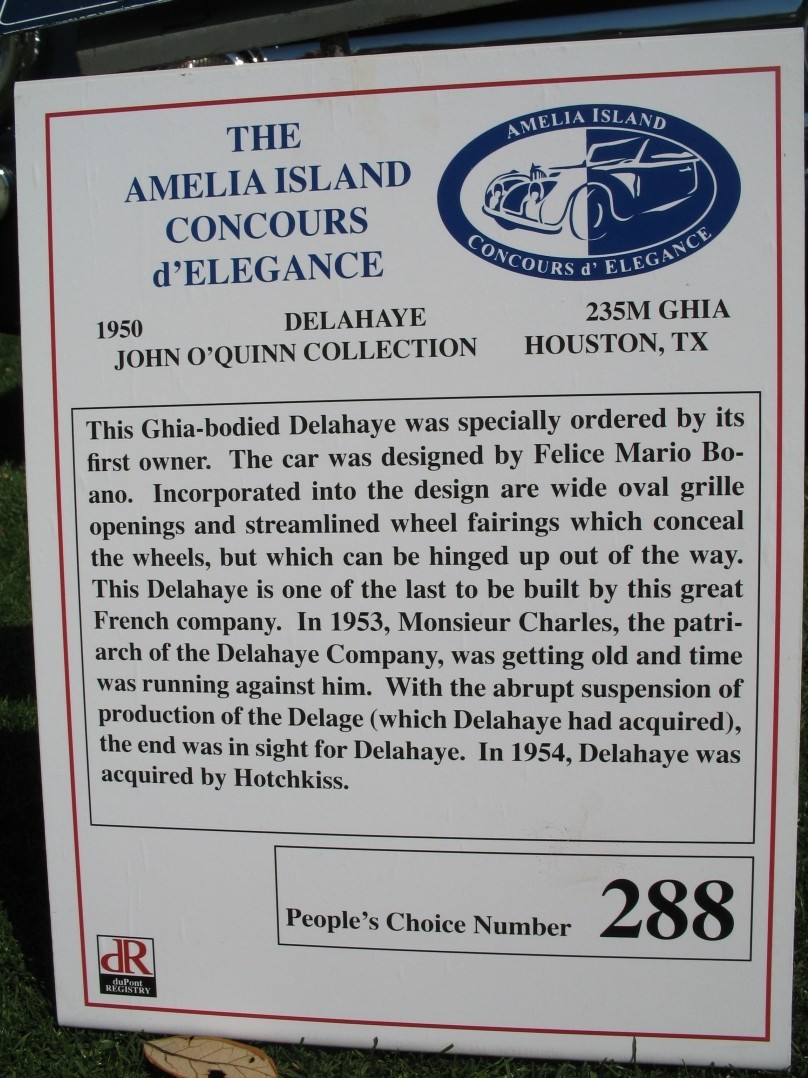 THE
AMELIA ISLAND
CONCOURS
d'ELEGANCE
AMELIA ISLAND
CONCOURS d' ELEGANCE
1950 DELAHAYE 235M GHIA
JOHN O'QUINN COLLECTION HOUSTON, TX
This Ghia-bodied Delahaye was specially ordered by its
first owner. The car was designed by Felice Mario Bo-
ano. Incorporated into the design are wide oval grille
openings and streamlined wheel fairings which conceal
the wheels, but which can be hinged up out of the way.
This Delahaye is one of the last to be built by this great
French company. In 1953, Monsieur Charles, the patri-
arch of the Delahaye Company, was getting old and time
was running against him. With the abrupt suspension of
production of the Delage (which Delahaye had acquired),
the end was in sight for Delahaye. In 1954, Delahaye was
acquired by Hotchkiss.
People's Choice Number 288
dR
duPont
REGISTRY